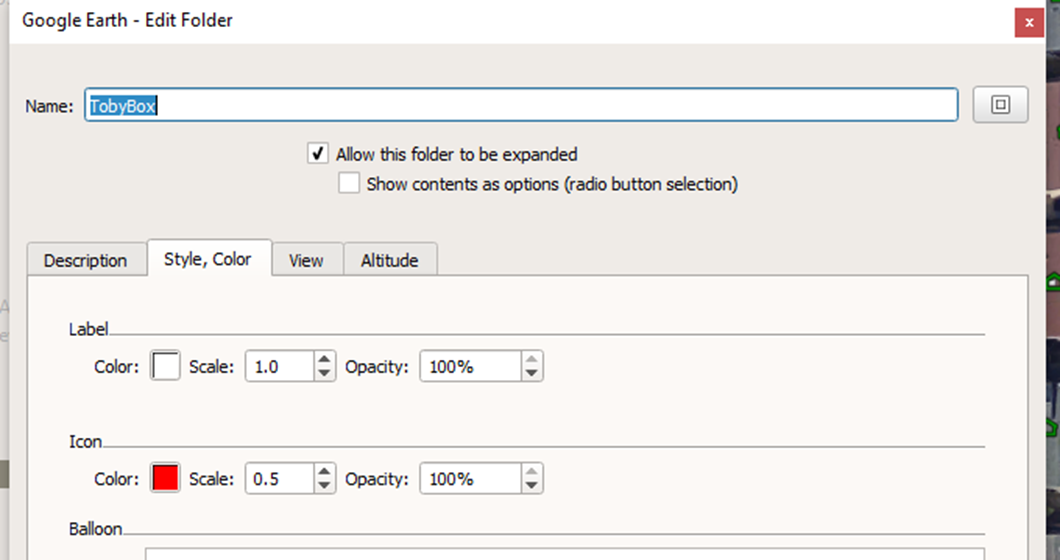 Google Earth - Edit Folder
x
Name: TobyBox
Allow this folder to be expanded
Show contents as options (radio button selection)
Description Style, Color View Altitude
Label
Color: Scale: 1.0 Opacity: 100%
Icon
Color: Scale: 0.5 Opacity: 100%
Balloon